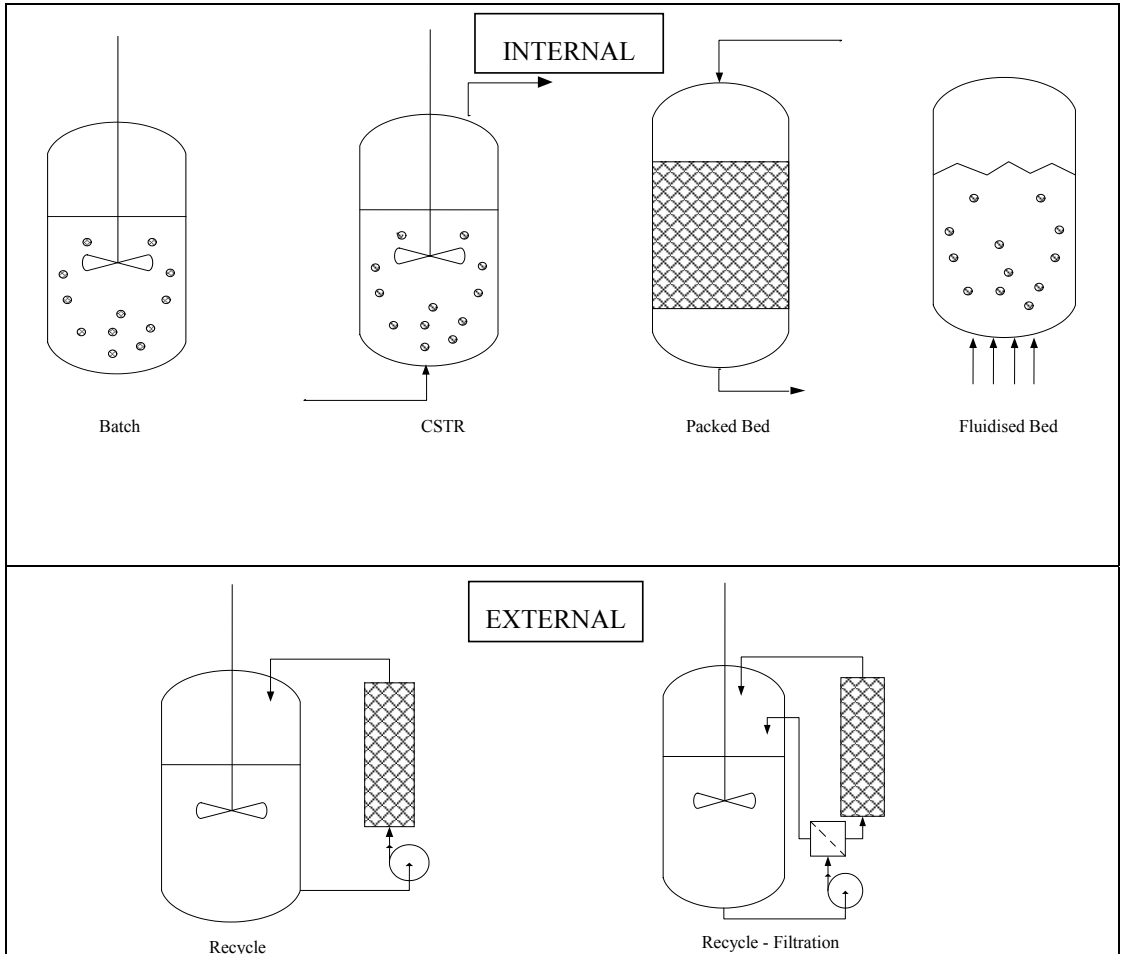 INTERNAL
Batch
CSTR
Packed Bed
Fluidised Bed
EXTERNAL
Recycle
Recycle - Filtration